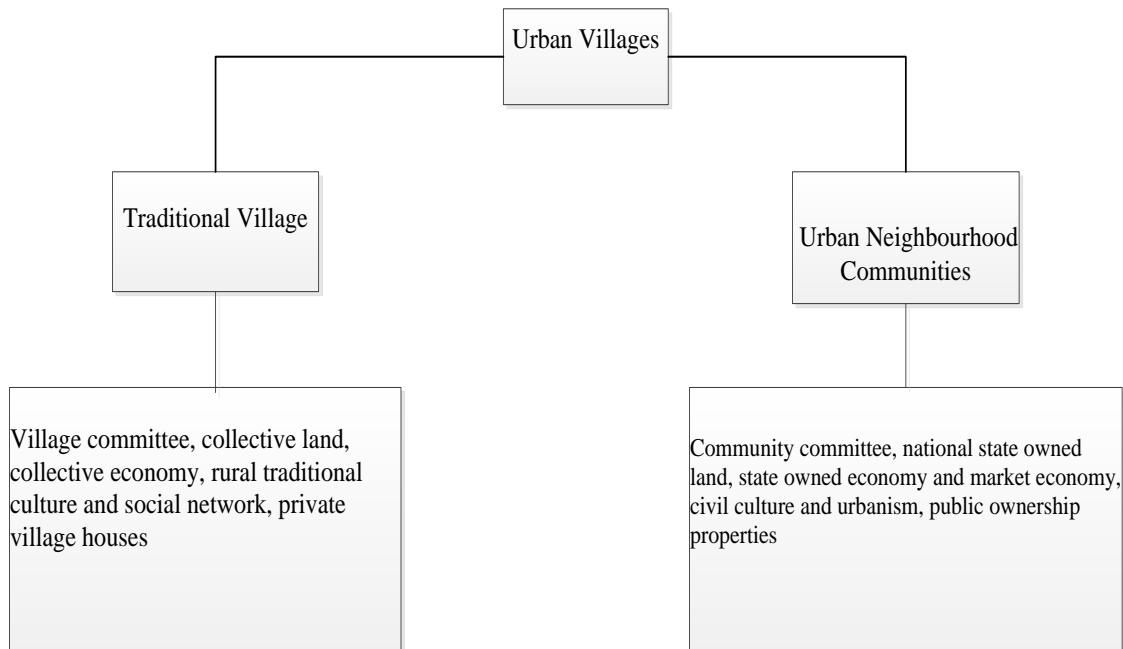 Urban Villages
Traditional Village
Urban Neighbourhood
Communities
Village committee, collective land,
collective economy, rural traditional
culture and social network, private
village houses
Community committee, national state owned
land, state owned economy and market economy,
civil culture and urbanism, public ownership
properties